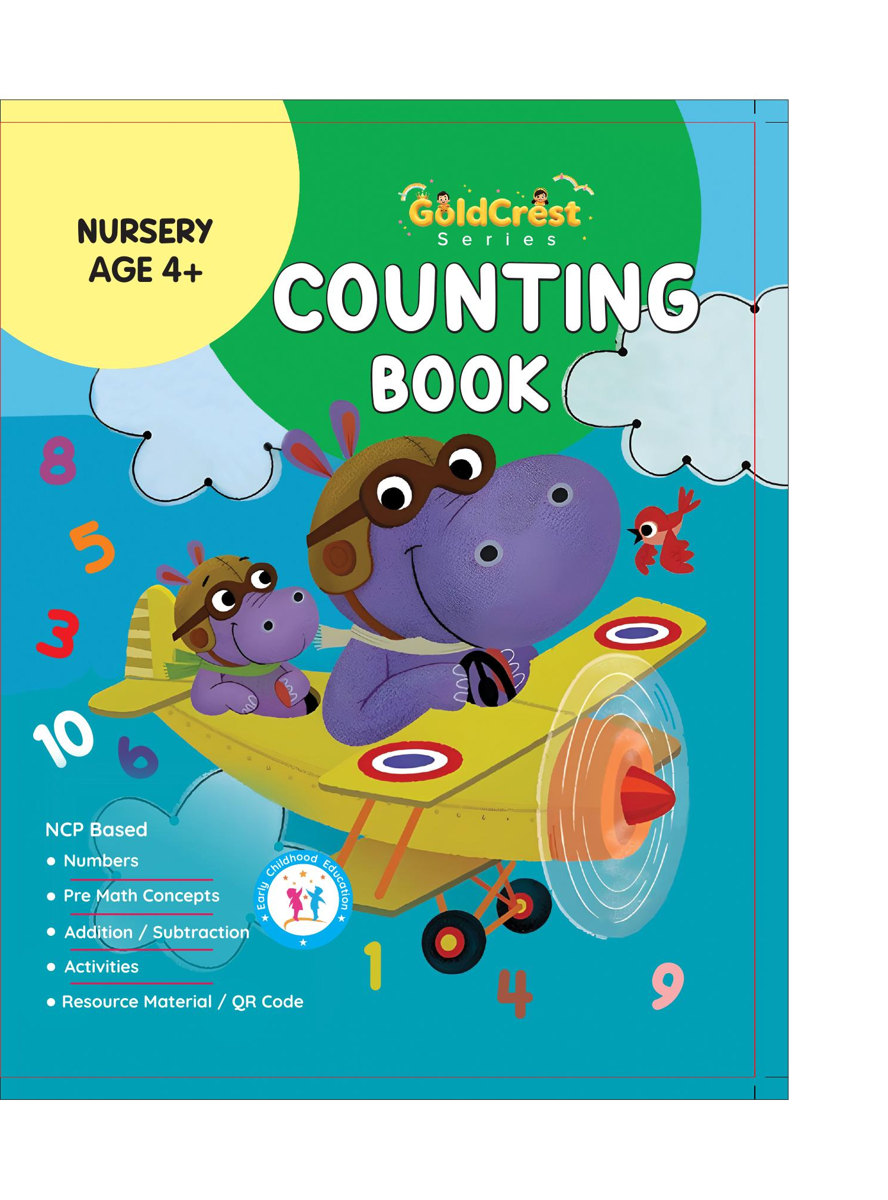 NURSERY
AGE 4+
GoldCrest
Series
COUNTING
BOOK
8
5
3
10
6
NCP Based
• Numbers
• Pre Math Concepts
• Addition / Subtraction
• Activities
• Resource Material / QR Code
Early Childhood Education
1
4
9